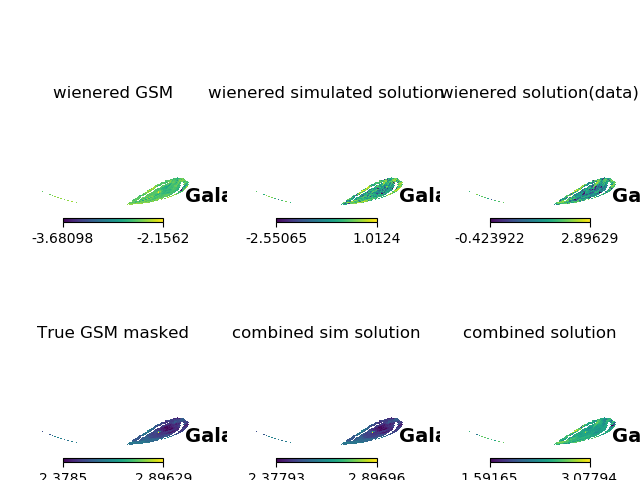 wienered GSM wienered simulated solution wienered solution(data)
Gala Gala Ga
-3.68098 -2.1562 -2.55065 1.0124 -0.423922 2.89629
True GSM masked combined sim solution combined solution
Gala Gala Ga
2.3785 2.89629 2.37793 2.89696 1.59165 3.07794